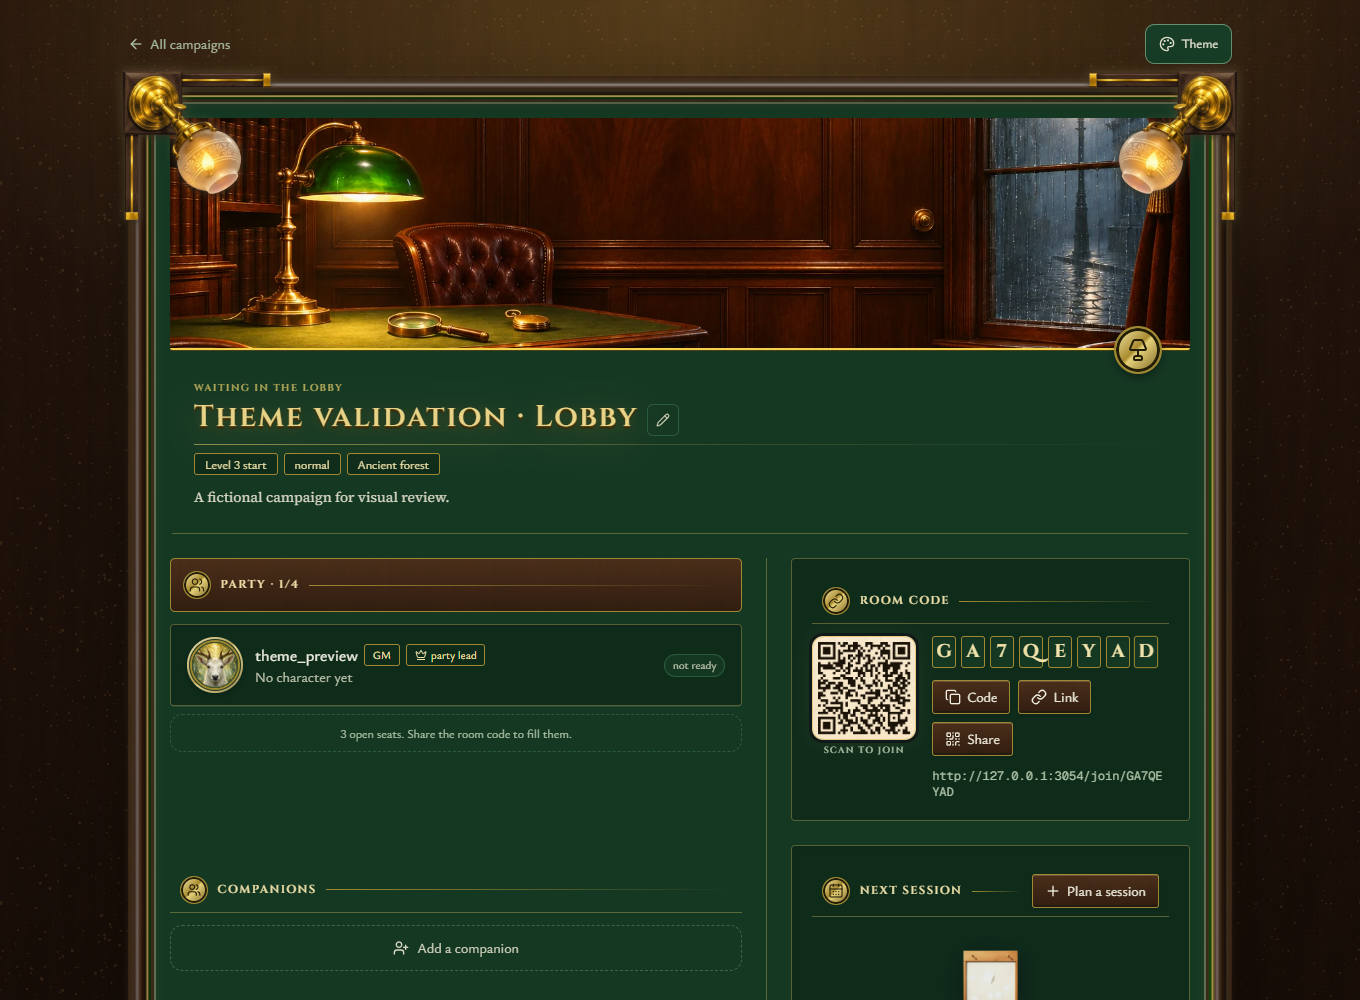 All campaigns
Theme
WAITING IN THE LOBBY
THEME VALIDATION · LOBBY
Level 3 start
normal
Ancient forest
A fictional campaign for visual review.
PARTY · 1/4
theme_preview
GM
party lead
No character yet
not ready
3 open seats. Share the room code to fill them.
COMPANIONS
Add a companion
ROOM CODE
G A 7 Q E Y A D
Code
Link
Share
SCAN TO JOIN
http://127.0.0.1:3054/join/GA7QE
YAD
NEXT SESSION
Plan a session